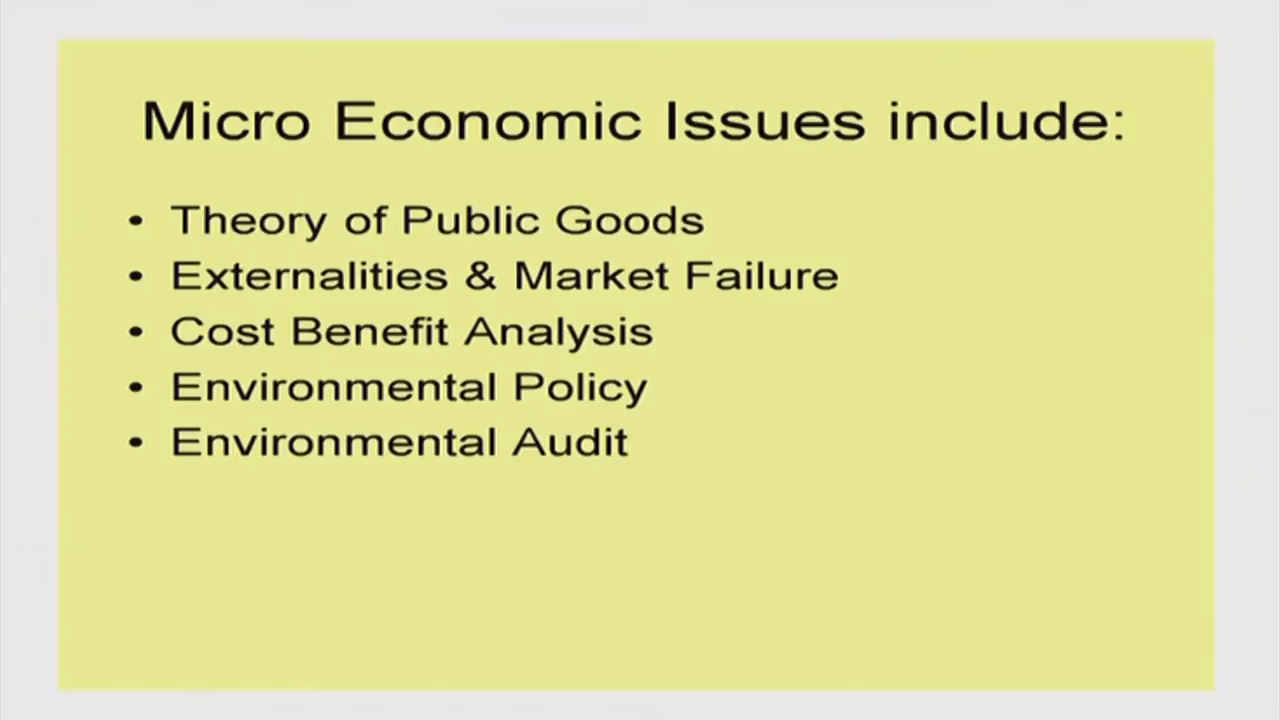 Micro Economic Issues include:
• Theory of Public Goods
• Externalities & Market Failure
• Cost Benefit Analysis
• Environmental Policy
• Environmental Audit